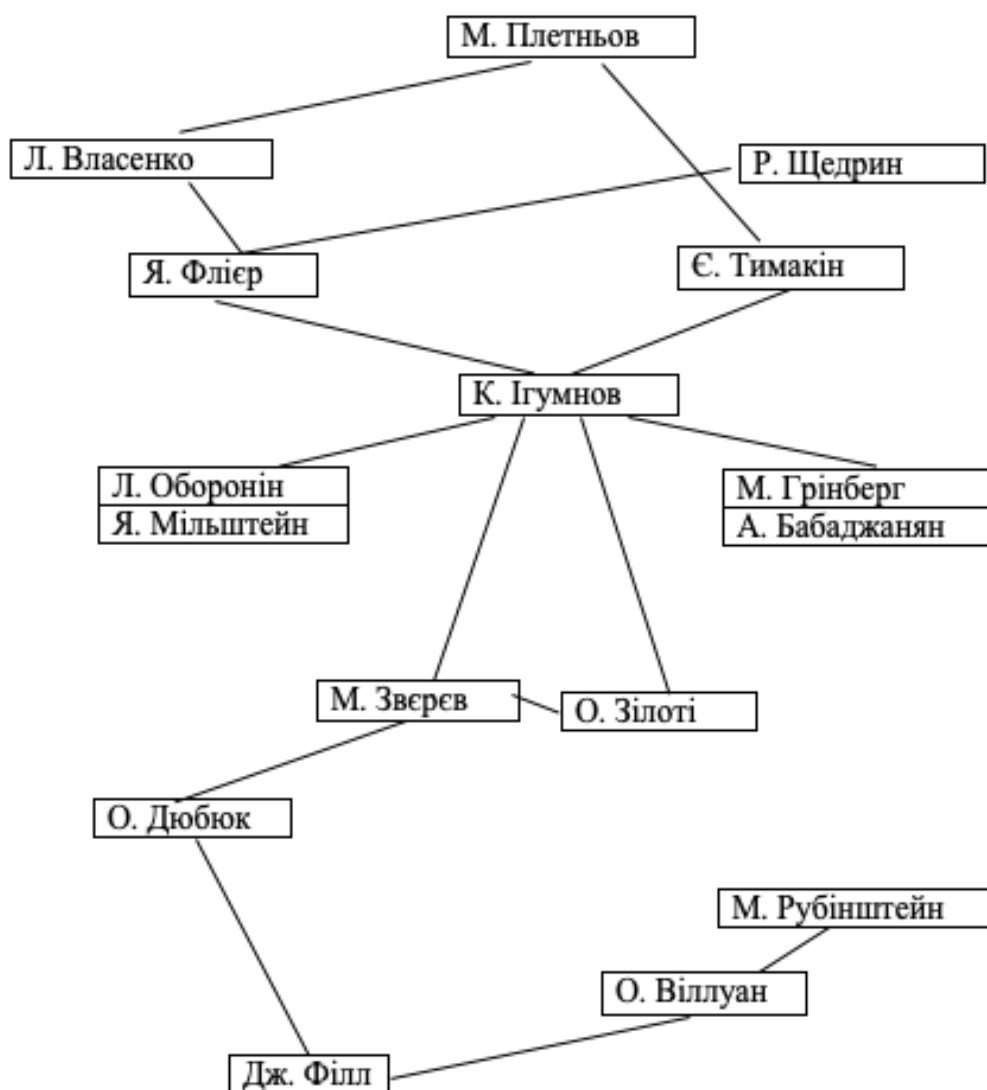 М. Плетньов
Л. Власенко
Р. Щедрин
Я. Флієр
Є. Тимакін
К. Ігумнов
Л. Оборонін
Я. Мільштейн
М. Грінберг
А. Бабаджанян
М. Звєрєв
О. Зілоті
О. Дюбюк
М. Рубінштейн
О. Віллуан
Дж. Філл